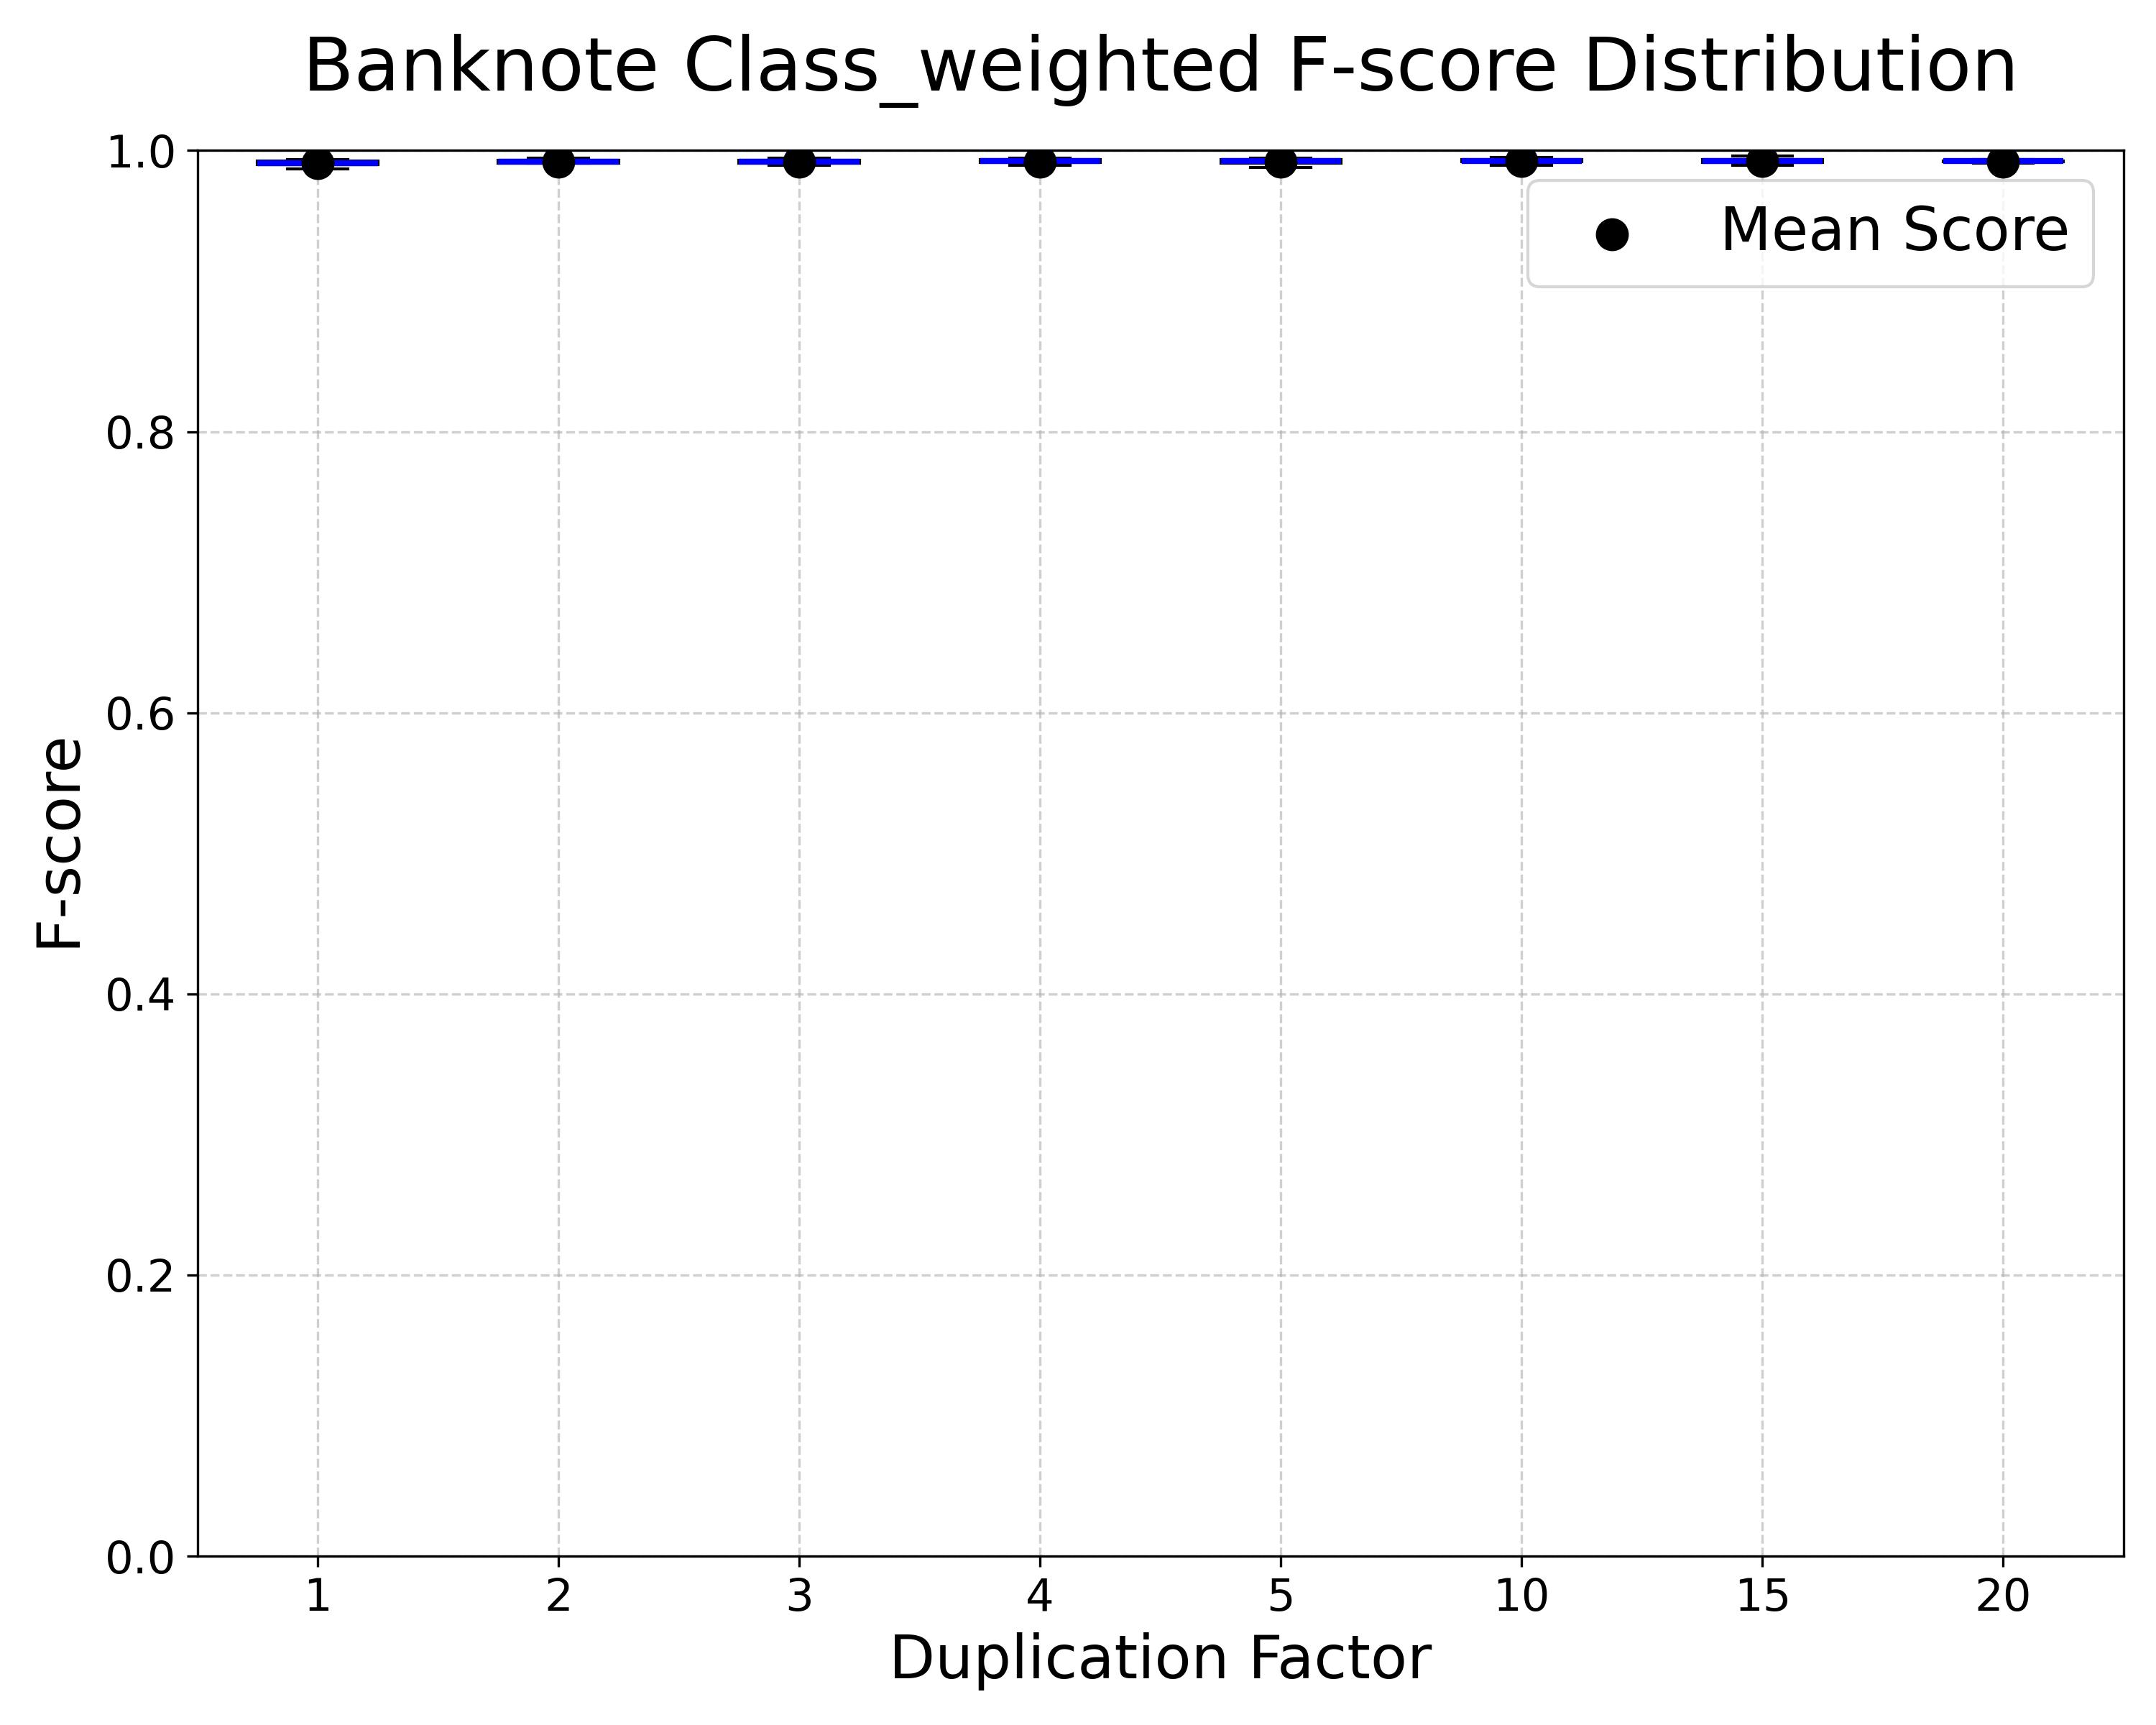 Banknote Class_weighted F-score Distribution
1.0
Mean Score
0.8
0.6
F-score
0.4
0.2
0.0
1 2 3 4 5 10 15 20
Duplication Factor